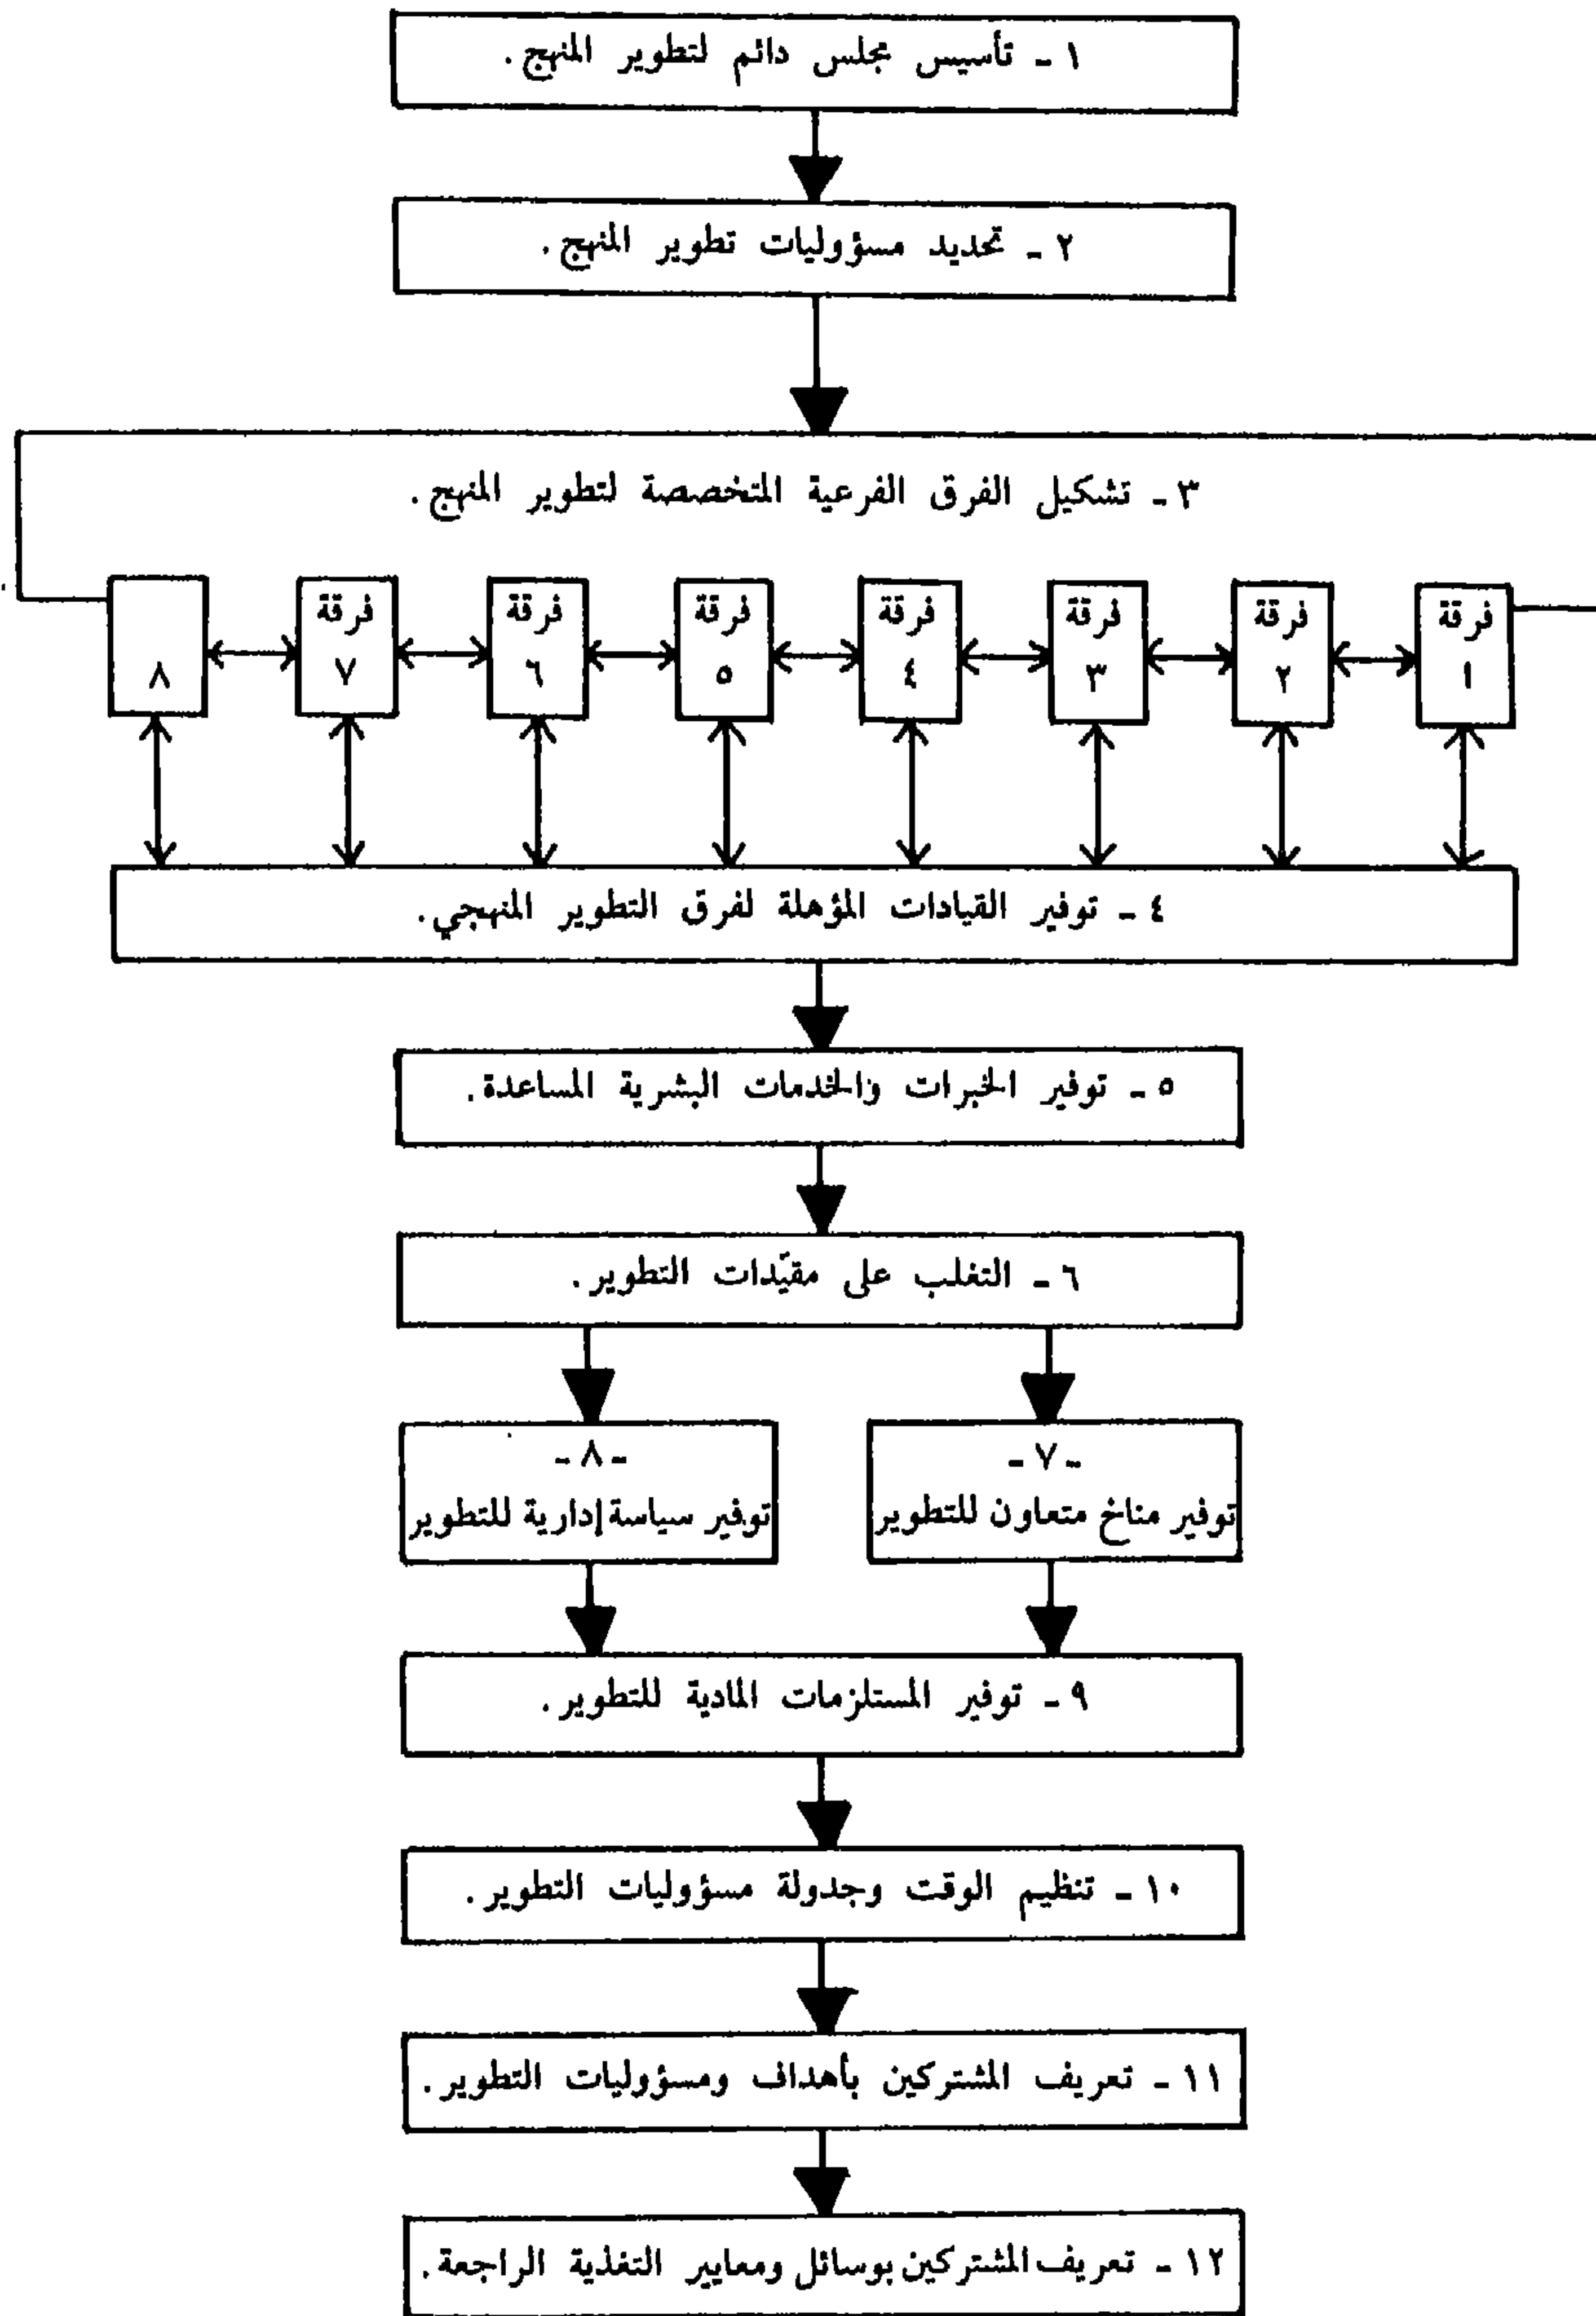 ١ ـ تأسيس مجلس دائم لتطوير المنهج .
٢ ـ تحديد مسؤوليات تطوير المنهج .
٣ ـ تشكيل الفرق الفرعية المتخصصة لتطوير المنهج .
فرقة
١
فرقة
٢
فرقة
٣
فرقة
٤
فرقة
٥
فرقة
٦
فرقة
٧
٨
٤ ـ توفير القيادات المؤهلة لفرق التطوير المنهجي .
٥ ـ توفير الخبرات والخدمات البشرية المساعدة .
٦ ـ التغلب على مقيّدات التطوير .
ـ ٧ ـ
توفير مناخ متعاون للتطوير
ـ ٨ ـ
توفير سياسة إدارية للتطوير
٩ ـ توفير المستلزمات المادية للتطوير .
١٠ ـ تنظيم الوقت وجدولة مسؤوليات التطوير .
١١ ـ تعريف المشتركين بأهداف ومسؤوليات التطوير .
١٢ ـ تعريف المشتركين بوسائل ومعايير التغذية الراجعة .